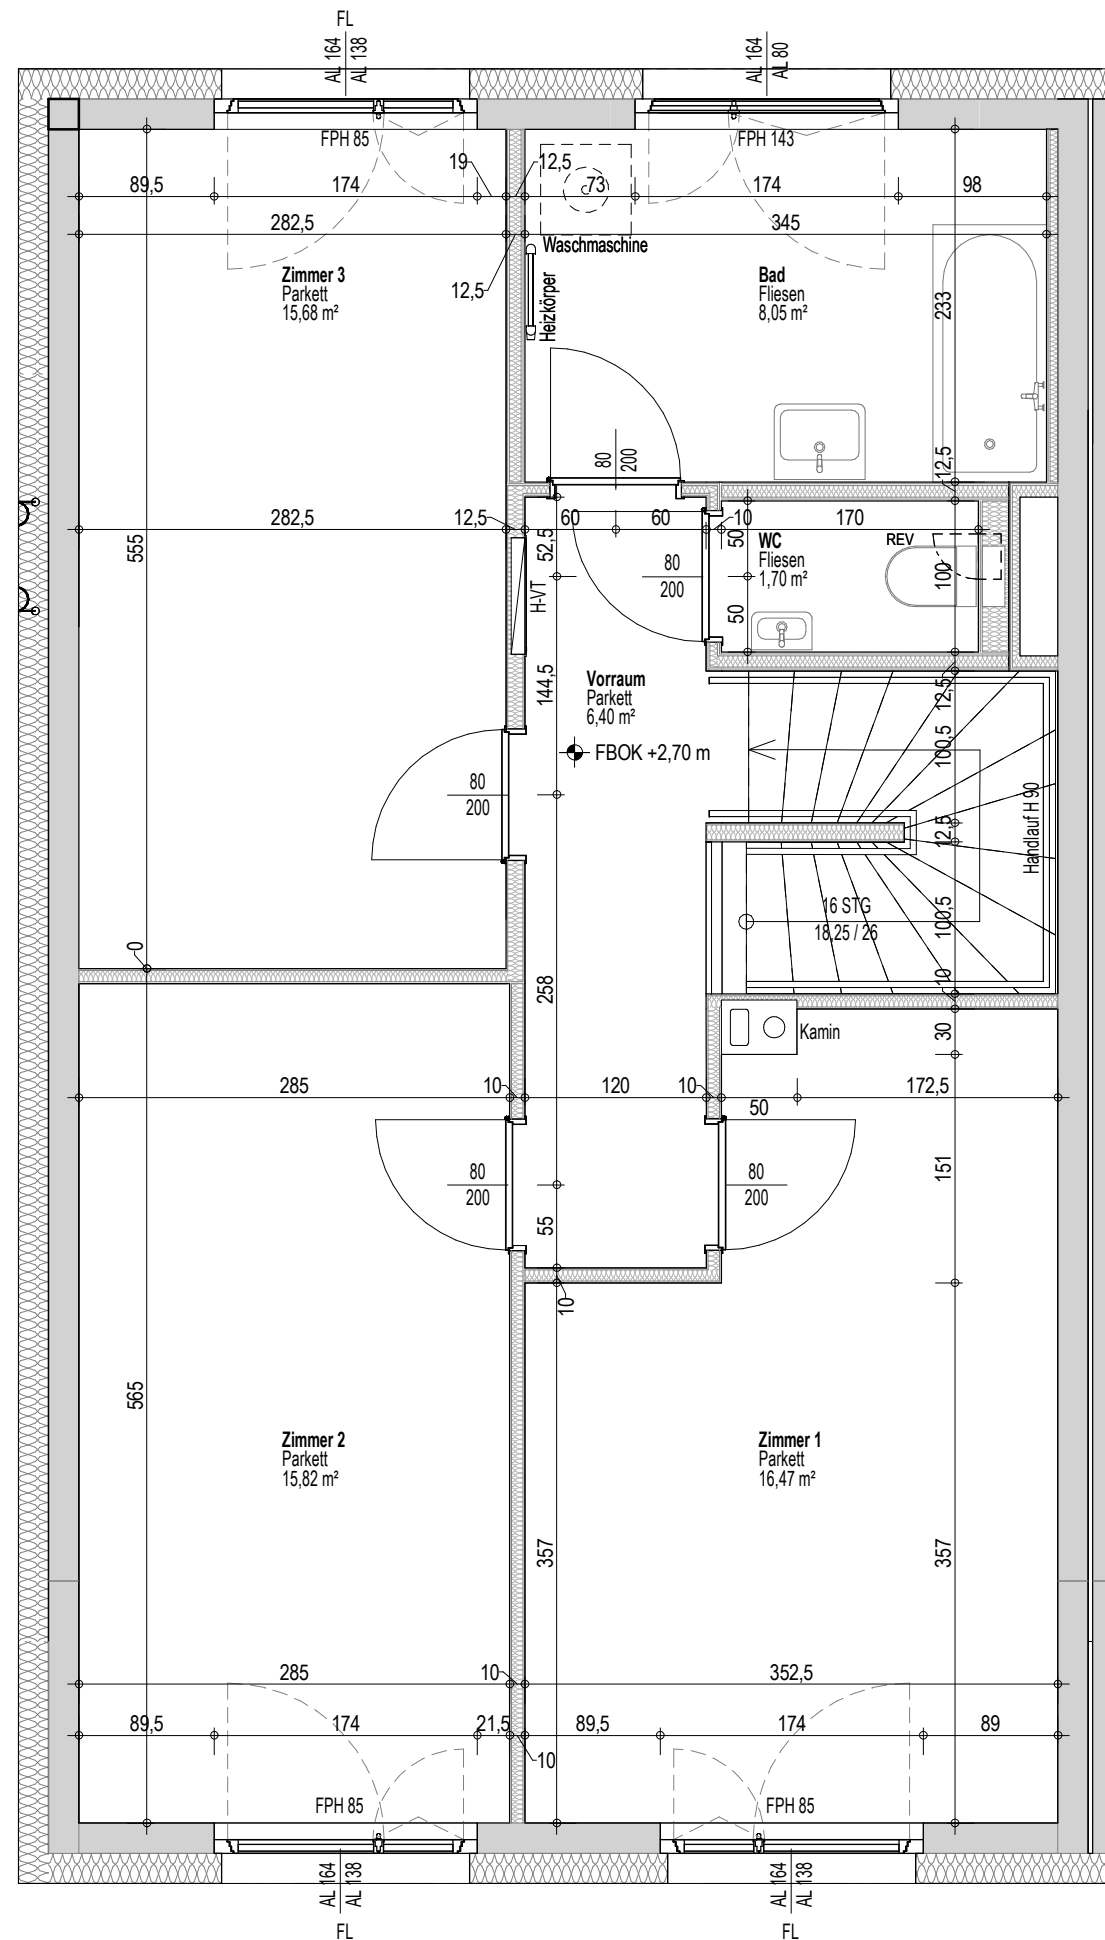 FL
AL 164
AL 138
AL 164
AL 80
FPH 85
FPH 143
89,5
174
19
12,5
73
174
98
282,5
345
Waschmaschine
12,5
Heizkörper
Zimmer 3
Parkett
15,68 m²
Bad
Fliesen
8,05 m²
233
12,5
80
200
282,5
12,5
60
60
10
170
555
52,5
H-VT
80
200
50
50
WC
Fliesen
1,70 m²
REV
100
144,5
Vorraum
Parkett
6,40 m²
FBOK +2,70 m
12,5
100,5
12,5
100,5
10
Handlauf H 90
80
200
16 STG
18,25 / 26
0
258
30
Kamin
285
10
120
10
50
172,5
80
200
80
200
151
55
10
565
Zimmer 2
Parkett
15,82 m²
Zimmer 1
Parkett
16,47 m²
357
357
285
10
352,5
89,5
174
21,5
10
89,5
174
89
FPH 85
FPH 85
AL 164
AL 138
AL 164
AL 138
FL
FL